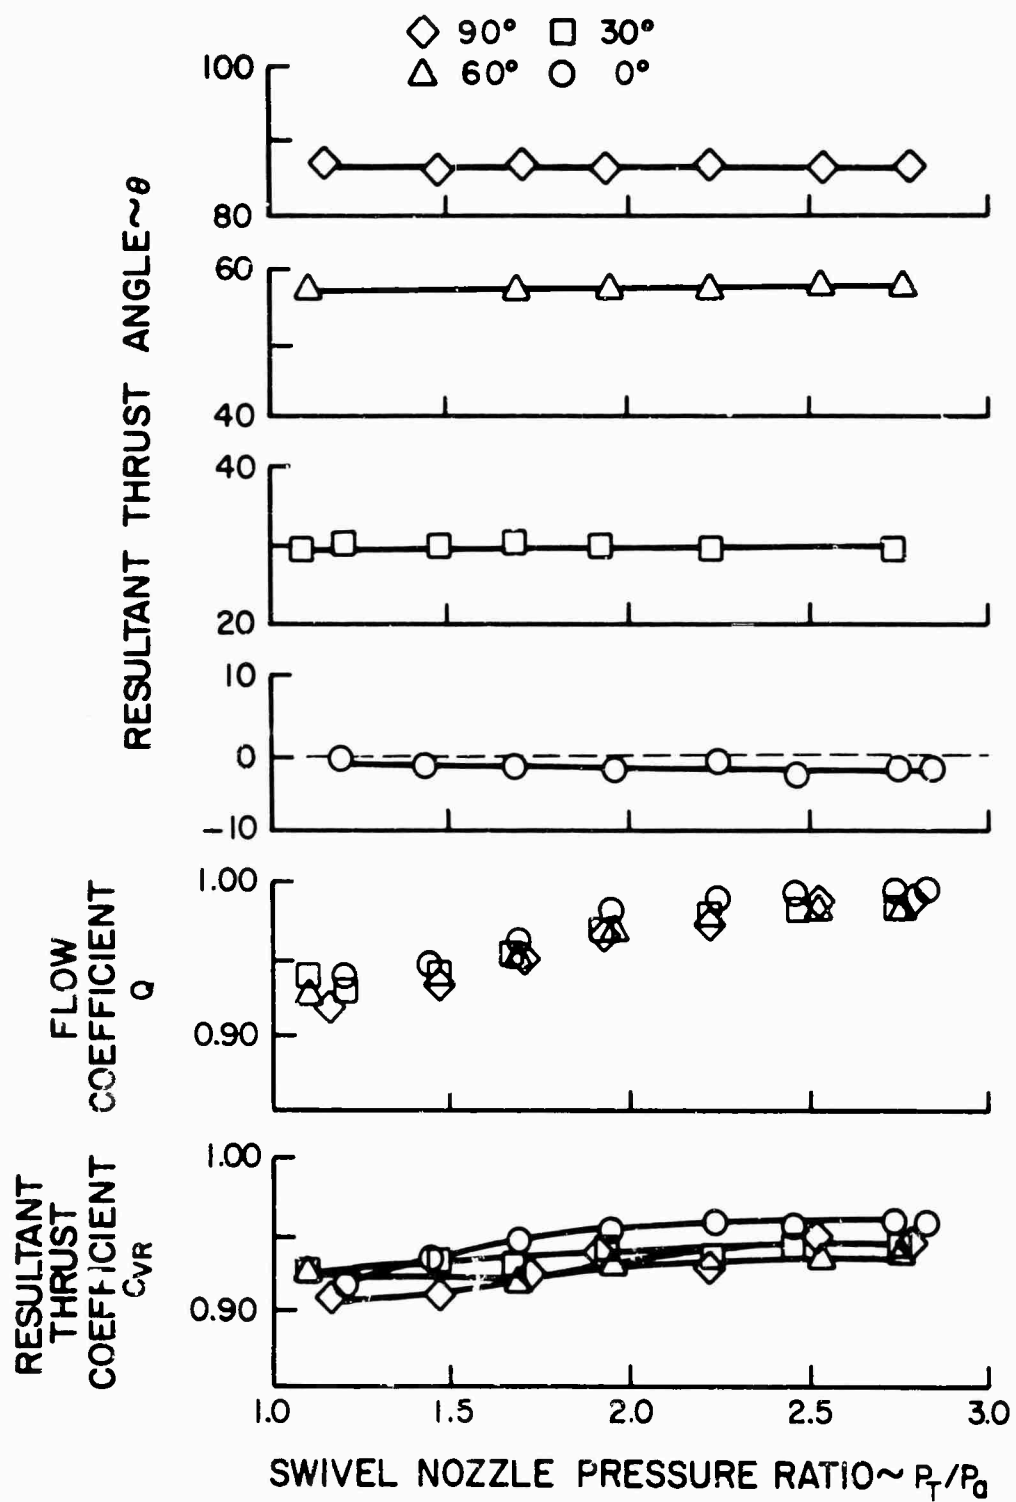 90° 30°
60° 0°
RESULTANT THRUST ANGLE~θ
100
80
60
40
40
20
10
0
-10
FLOW
COEFFICIENT
Q
1.00
0.90
RESULTANT
THRUST
COEFFICIENT
CVR
1.00
0.90
1.0 1.5 2.0 2.5 3.0
SWIVEL NOZZLE PRESSURE RATIO~ PT/Pa